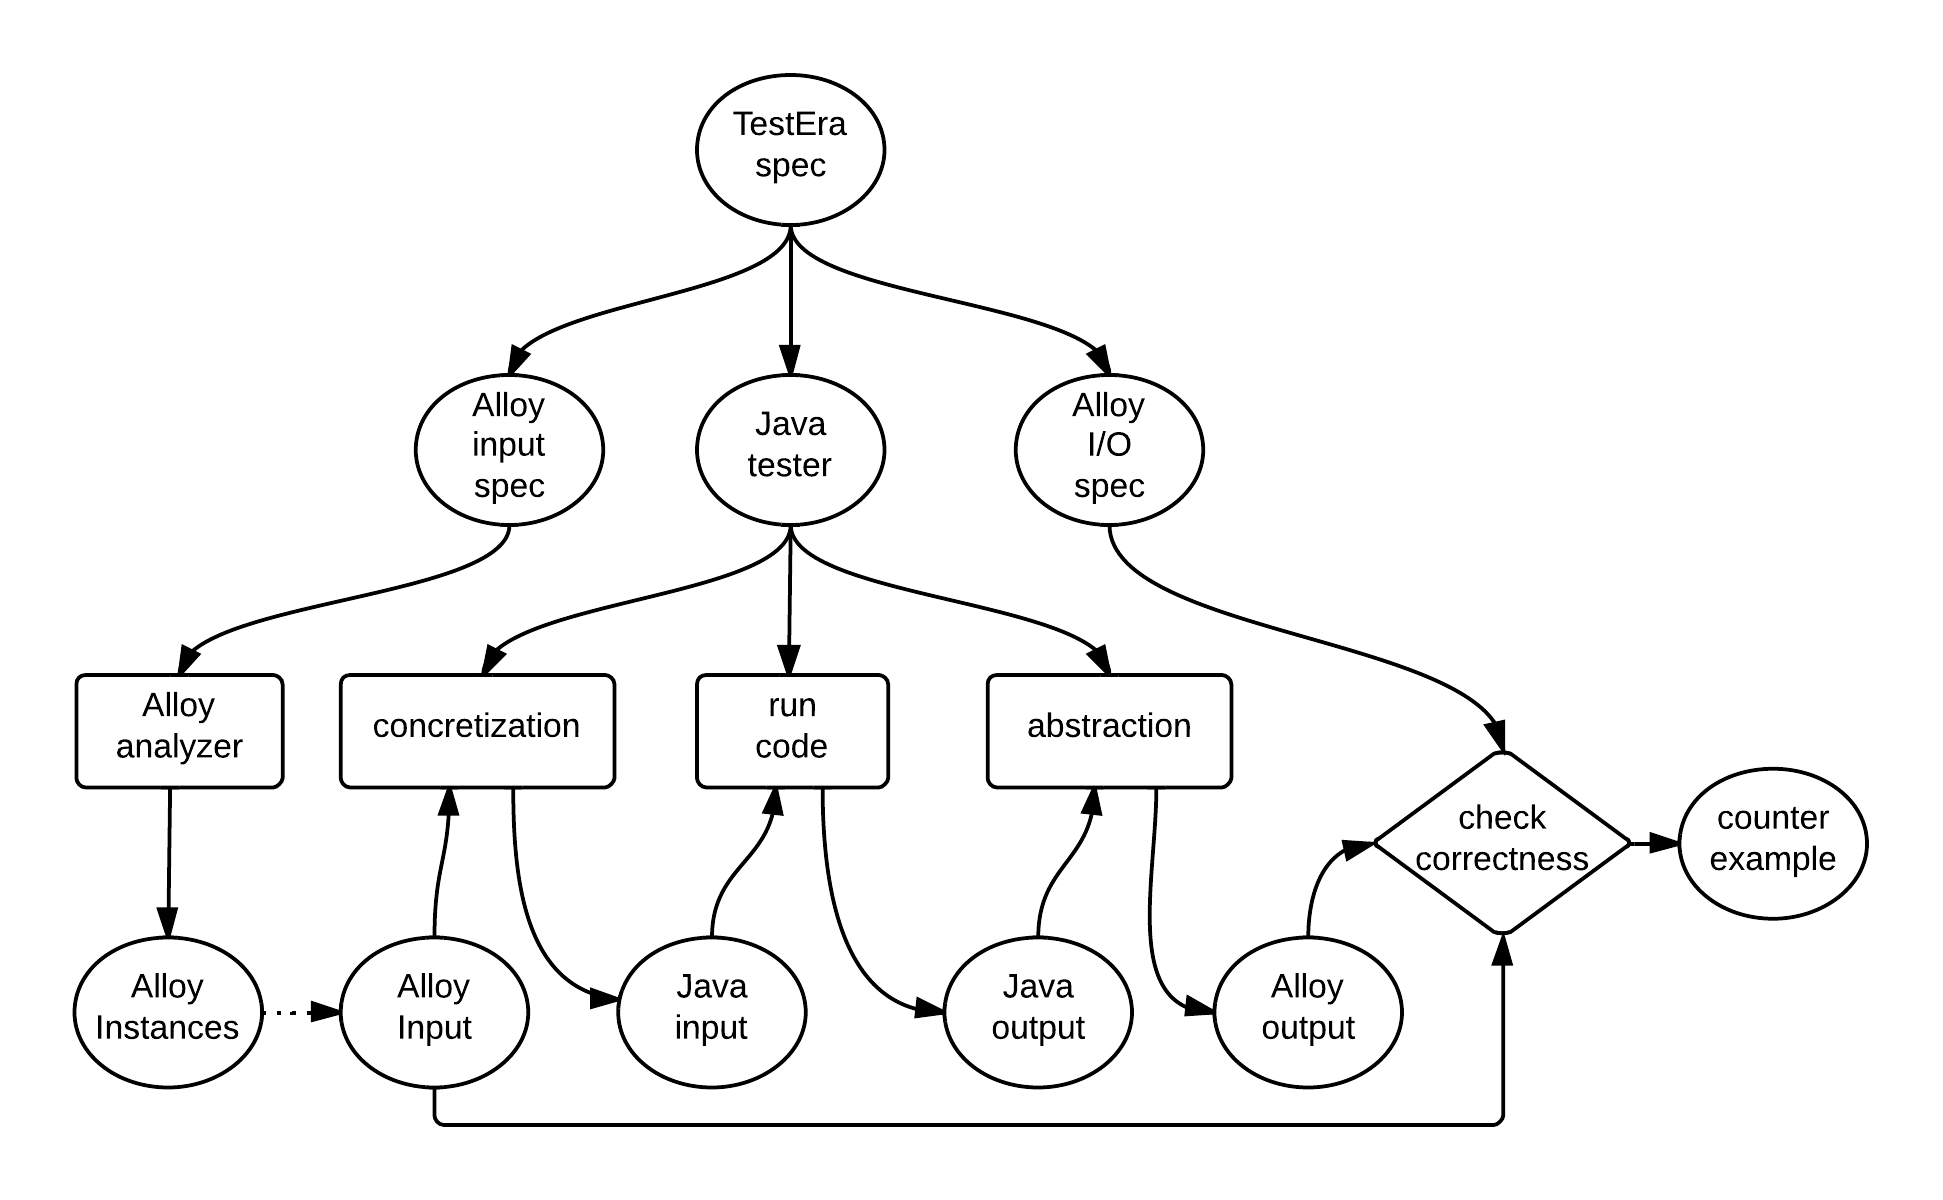 TestEra
spec
Alloy
input
spec
Java
tester
Alloy
I/O
spec
Alloy
analyzer
concretization
run
code
abstraction
check
correctness
counter
example
Alloy
Instances
Alloy
Input
Java
input
Java
output
Alloy
output